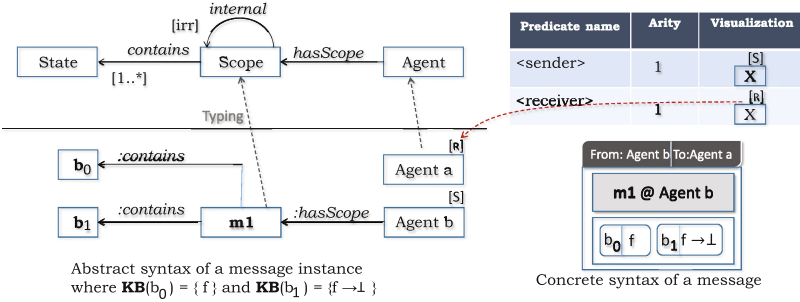 internal
[irr]
contains
hasScope
State
Scope
Agent
[1..*]
Typing
:contains
b0
[R]
Agent a
[S]
:contains
:hasScope
b1
m1
Agent b
Abstract syntax of a message instance
where KB(b0) = { f } and KB(b1) = {f →⊥ }
Predicate name Arity Visualization
<sender> 1 [S] X
<receiver> 1 [R] X
From: Agent b To:Agent a
m1 @ Agent b
b0 f b1 f →⊥
Concrete syntax of a message